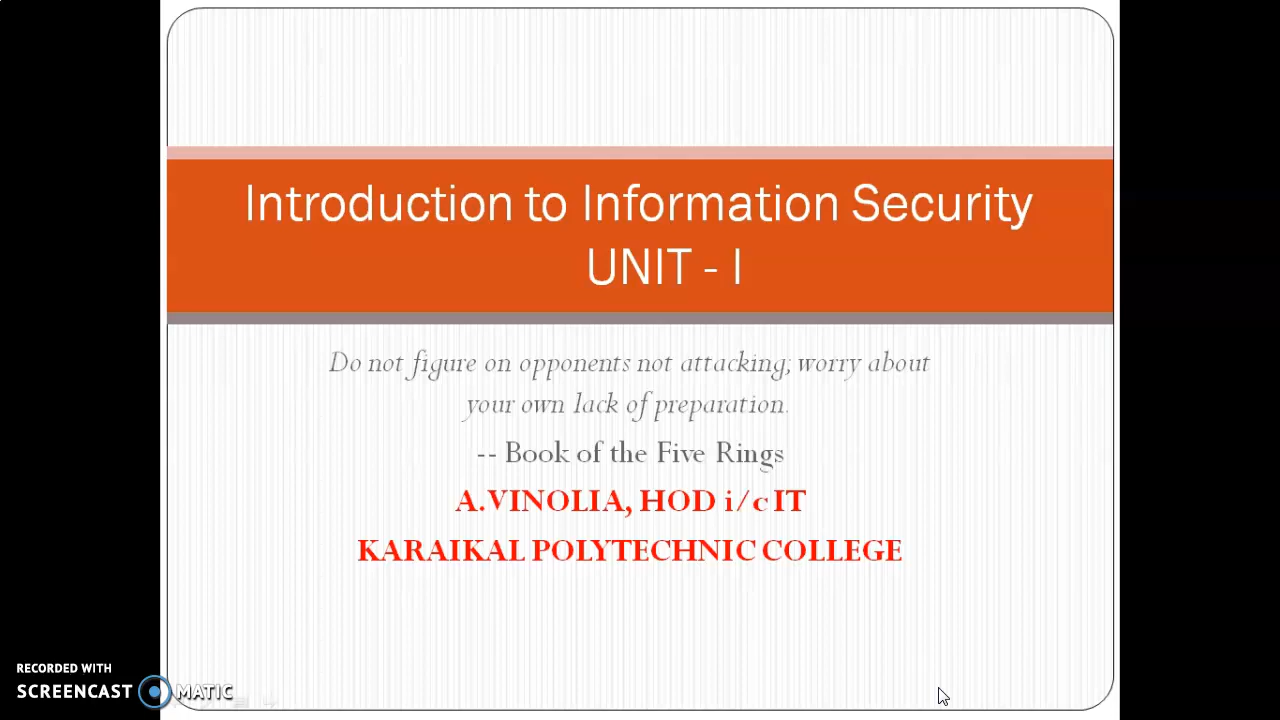 Introduction to Information Security
UNIT - I
Do not figure on opponents not attacking; worry about
your own lack of preparation.
-- Book of the Five Rings
A.VINOLIA, HOD i/c IT
KARAIKAL POLYTECHNIC COLLEGE
RECORDED WITH
SCREENCAST MATIC